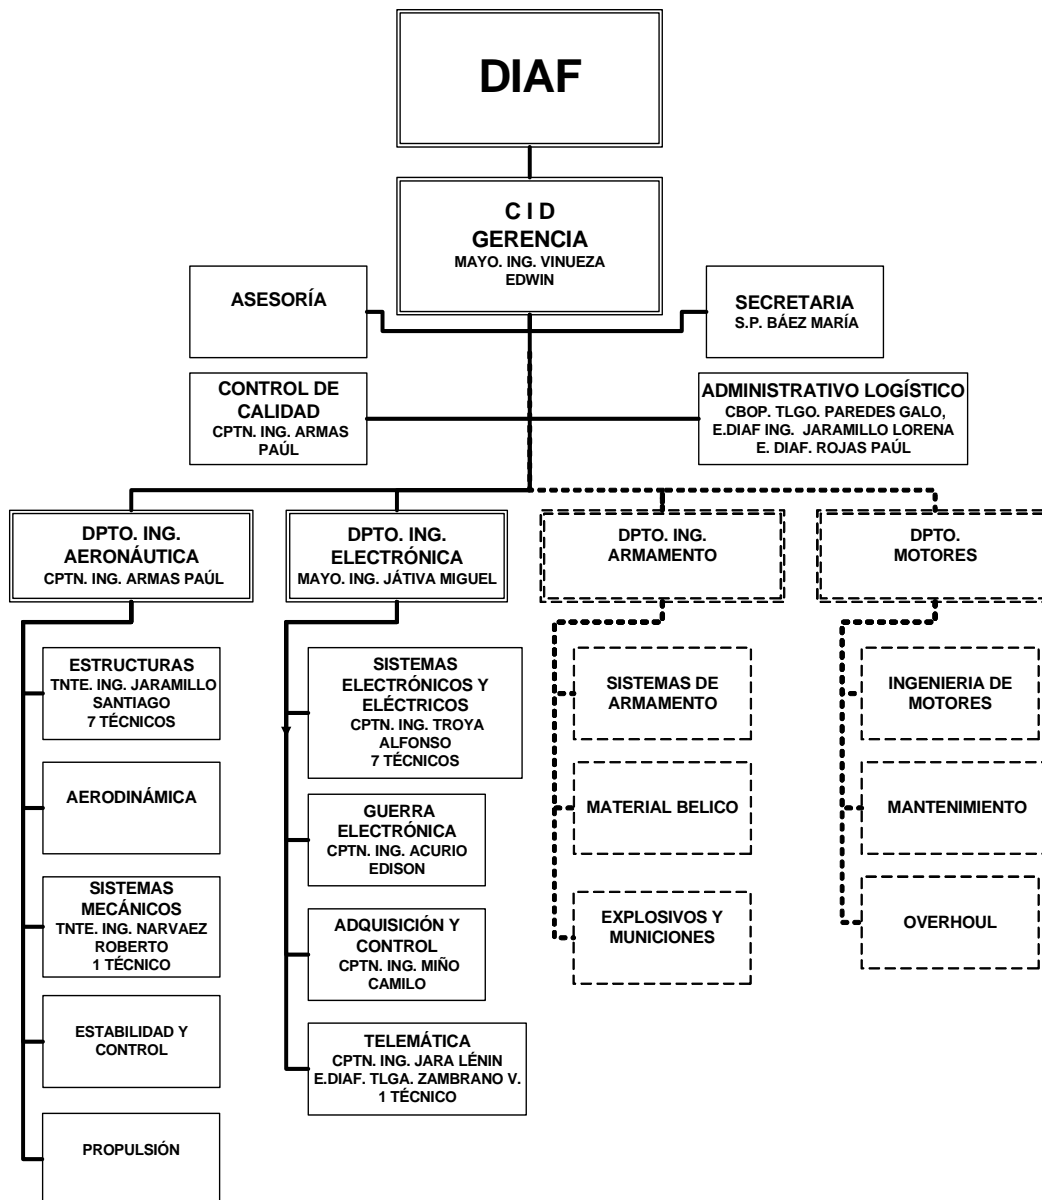 DIAF
C I D
GERENCIA
MAYO. ING. VINUEZA
EDWIN
ASESORÍA
SECRETARIA
S.P. BÁEZ MARÍA
CONTROL DE
CALIDAD
CPTN. ING. ARMAS
PAÚL
ADMINISTRATIVO LOGÍSTICO
CBOP. TLGO. PAREDES GALO,
E.DIAF ING. JARAMILLO LORENA
E. DIAF. ROJAS PAÚL
DPTO. ING.
AERONÁUTICA
CPTN. ING. ARMAS PAÚL
DPTO. ING.
ELECTRÓNICA
MAYO. ING. JÁTIVA MIGUEL
DPTO. ING.
ARMAMENTO
DPTO.
MOTORES
ESTRUCTURAS
TNTE. ING. JARAMILLO
SANTIAGO
7 TÉCNICOS
AERODINÁMICA
SISTEMAS
MECÁNICOS
TNTE. ING. NARVAEZ
ROBERTO
1 TÉCNICO
ESTABILIDAD Y
CONTROL
PROPULSIÓN
SISTEMAS
ELECTRÓNICOS Y
ELÉCTRICOS
CPTN. ING. TROYA
ALFONSO
7 TÉCNICOS
GUERRA
ELECTRÓNICA
CPTN. ING. ACURIO
EDISON
ADQUISICIÓN Y
CONTROL
CPTN. ING. MIÑO
CAMILO
TELEMÁTICA
CPTN. ING. JARA LÉNIN
E.DIAF. TLGA. ZAMBRANO V.
1 TÉCNICO
SISTEMAS DE
ARMAMENTO
MATERIAL BELICO
EXPLOSIVOS Y
MUNICIONES
INGENIERIA DE
MOTORES
MANTENIMIENTO
OVERHOUL